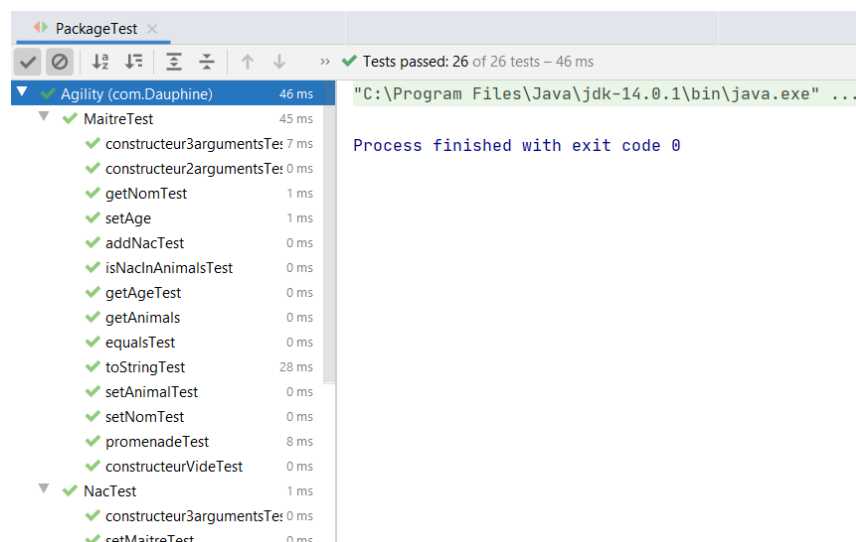 PackageTest
Tests passed: 26 of 26 tests – 46 ms
Agility (com.Dauphine) 46 ms
"C:\Program Files\Java\jdk-14.0.1\bin\java.exe" ...
MaitreTest 45 ms
constructeur3argumentsTes 7 ms
Process finished with exit code 0
constructeur2argumentsTes 0 ms
getNomTest 1 ms
setAge 1 ms
addNacTest 0 ms
isNacInAnimalsTest 0 ms
getAgeTest 0 ms
getAnimals 0 ms
equalsTest 0 ms
toStringTest 28 ms
setAnimalTest 0 ms
setNomTest 0 ms
promenadeTest 8 ms
constructeurVideTest 0 ms
NacTest 1 ms
constructeur3argumentsTes 0 ms
setMaitreTest 0 ms